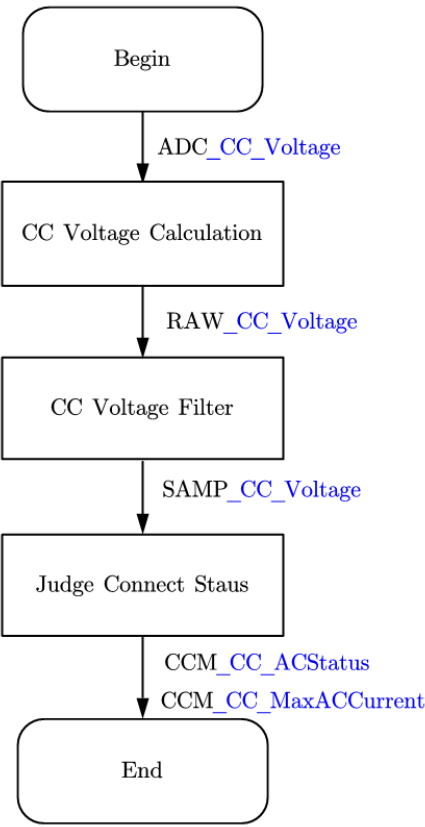 Begin
ADC_CC_Voltage
CC Voltage Calculation
RAW_CC_Voltage
CC Voltage Filter
SAMP_CC_Voltage
Judge Connect Staus
CCM_CC_ACStatus
CCM_CC_MaxACCurrent
End